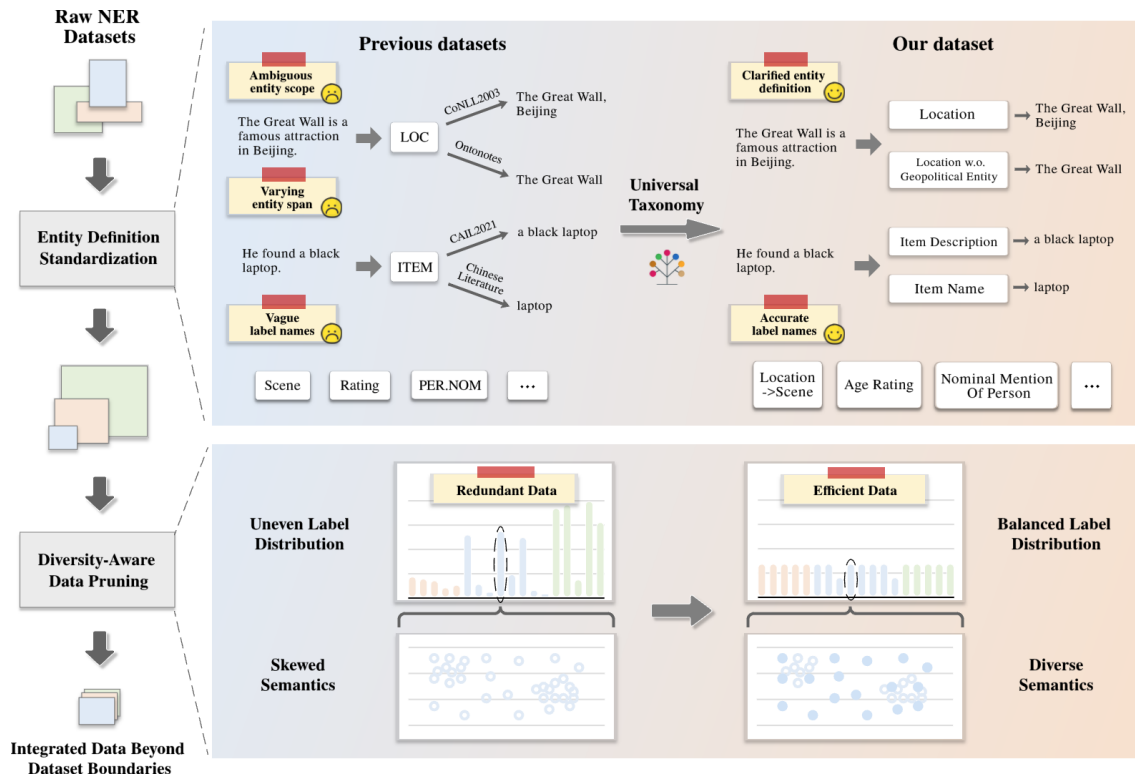 Raw NER
Datasets
Entity Definition
Standardization
Diversity-Aware
Data Pruning
Integrated Data Beyond
Dataset Boundaries
Previous datasets
Ambiguous
entity scope
The Great Wall is a
famous attraction
in Beijing.
LOC
CoNLL2003
The Great Wall,
Beijing
Ontonotes
The Great Wall
Varying
entity span
He found a black
laptop.
ITEM
CAIL2021
a black laptop
Chinese
Literature
laptop
Vague
label names
Scene
Rating
PER.NOM
...
Universal
Taxonomy
Our dataset
Clarified entity
definition
The Great Wall is a
famous attraction
in Beijing.
Location
The Great Wall,
Beijing
Location w.o.
Geopolitical Entity
The Great Wall
He found a black
laptop.
Item Description
a black laptop
Item Name
laptop
Accurate
label names
Location
->Scene
Age Rating
Nominal Mention
Of Person
...
Uneven Label
Distribution
Redundant Data
Skewed
Semantics
Efficient Data
Balanced Label
Distribution
Diverse
Semantics